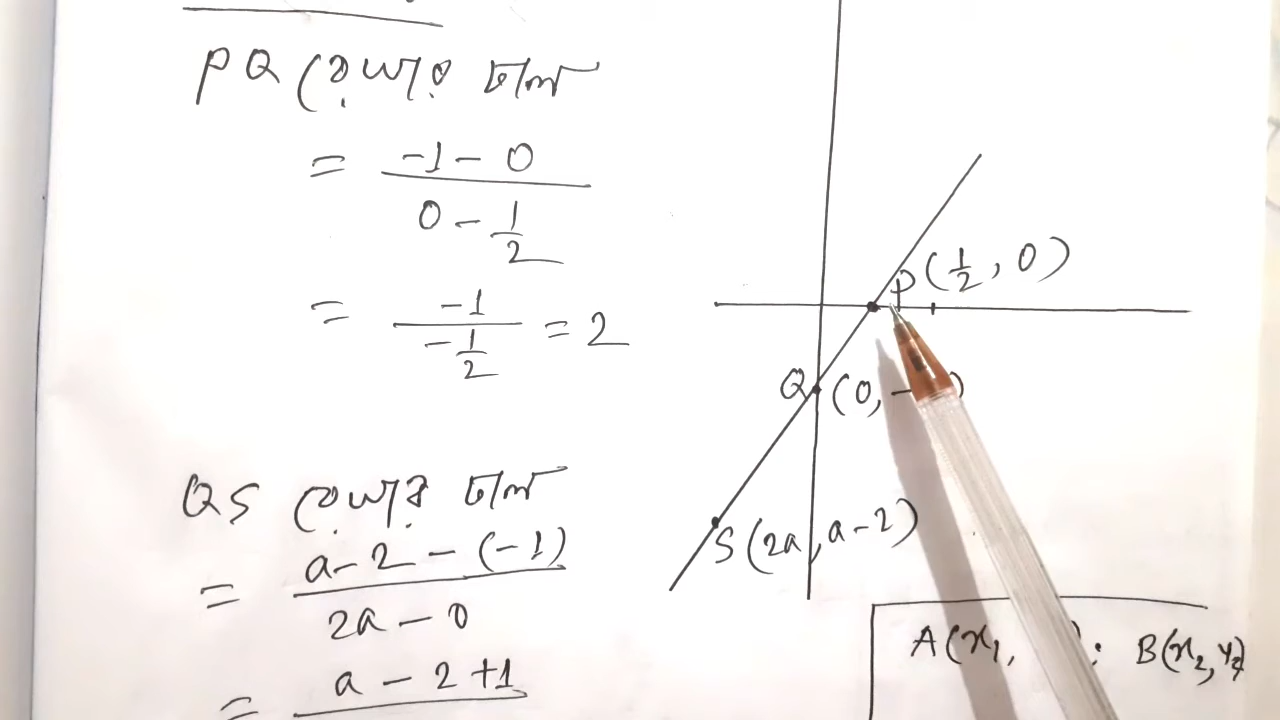 PQ রেখার ঢাল
= (-1 - 0) / (0 - 1/2)
= -1 / (-1/2) = 2
QS রেখার ঢাল
= (a - 2 - (-1)) / (2a - 0)
= a - 2 + 1
P(1/2, 0)
Q (0, -
S(2a, a-2)
A(x₁, ; B(x₂, y₂)